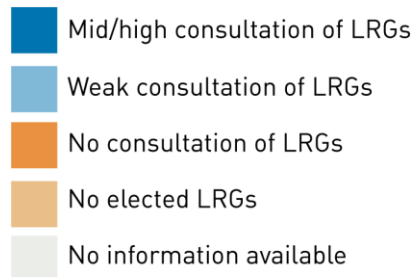 Mid/high consultation of LRGs
Weak consultation of LRGs
No consultation of LRGs
No elected LRGs
No information available